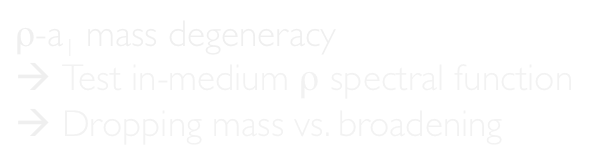 ρ-a₁ mass degeneracy
→ Test in-medium ρ spectral function
→ Dropping mass vs. broadening